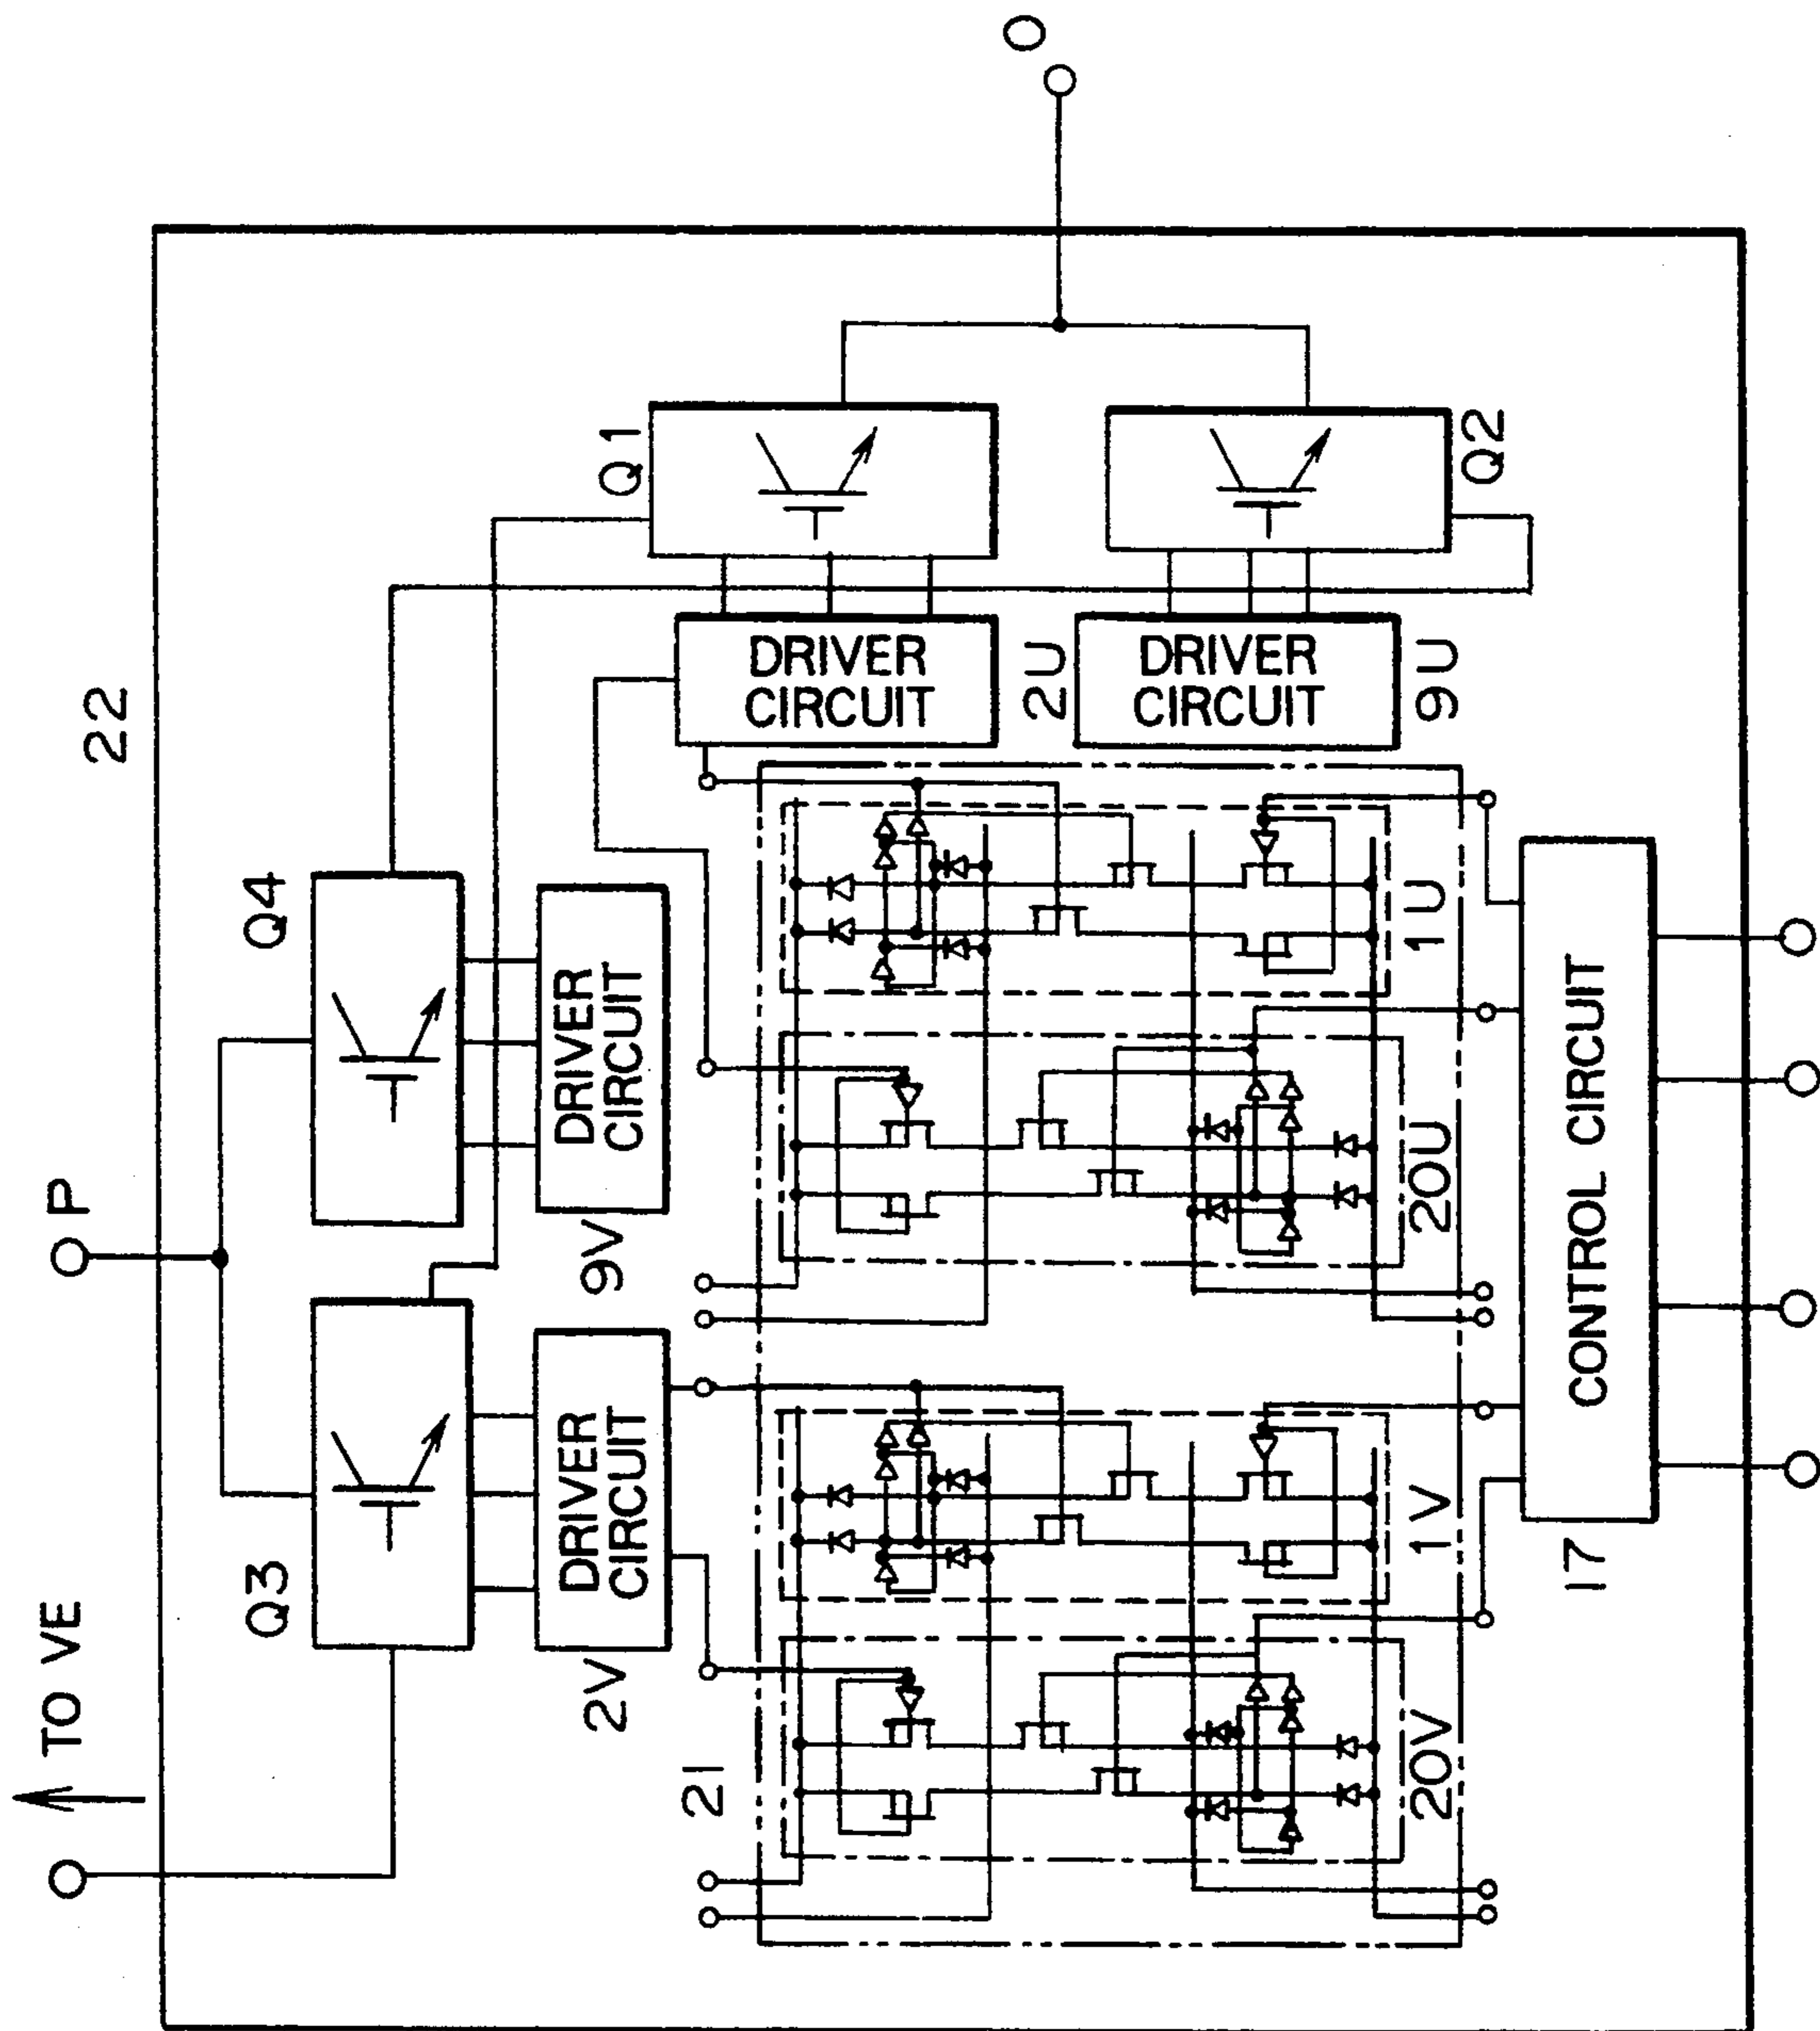 TO VE
P
22
O
Q3
Q4
Q1
Q2
DRIVER
CIRCUIT
2V
DRIVER
CIRCUIT
9V
DRIVER
CIRCUIT
2U
DRIVER
CIRCUIT
9U
21
20V
1V
20U
1U
CONTROL CIRCUIT
17